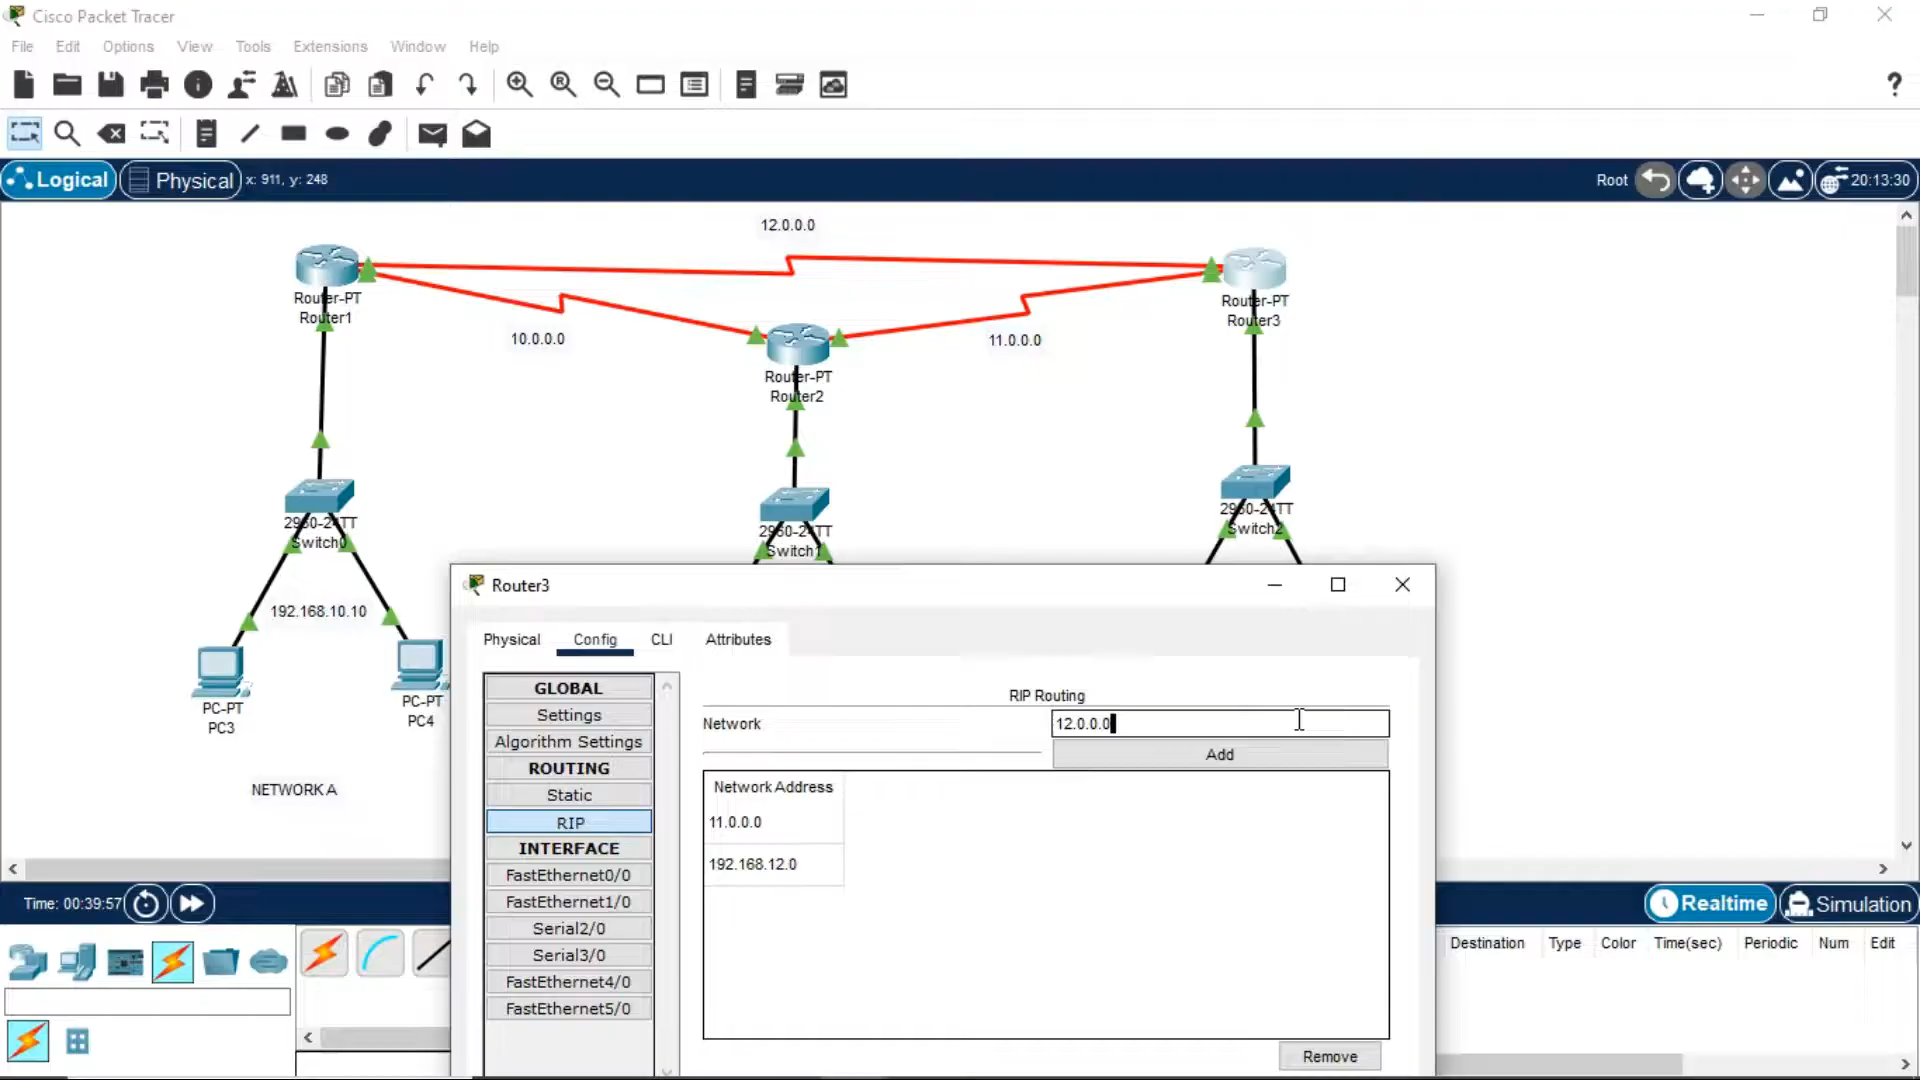 Cisco Packet Tracer
File Edit Options View Tools Extensions Window Help
?
Logical Physical x: 911, y: 248 Root 20:13:30
12.0.0.0
Router-PT
Router1
Router-PT
Router3
10.0.0.0
11.0.0.0
Router-PT
Router2
2960-24TT
Switch0
2960-24TT
Switch1
2960-24TT
Switch2
192.168.10.10
PC-PT
PC3
PC-PT
PC4
NETWORK A
Router3
Physical Config CLI Attributes
GLOBAL
Settings
Algorithm Settings
ROUTING
Static
RIP
INTERFACE
FastEthernet0/0
FastEthernet1/0
Serial2/0
Serial3/0
FastEthernet4/0
FastEthernet5/0
RIP Routing
Network 12.0.0.0
Add
Network Address
11.0.0.0
192.168.12.0
Remove
Time: 00:39:57
Realtime Simulation
Destination Type Color Time(sec) Periodic Num Edit